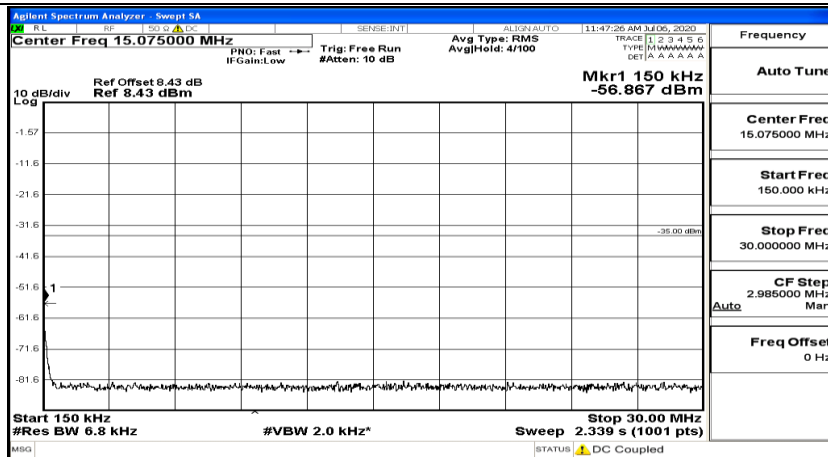 Agilent Spectrum Analyzer - Swept SA
LXI RL RF 50 Ω DC SENSE:INT ALIGN AUTO 11:47:26 AM Jul 06, 2020
Center Freq 15.075000 MHz
PNO: Fast
IFGain:Low
Trig: Free Run
#Atten: 10 dB
Avg Type: RMS
Avg|Hold: 4/100
TRACE 1 2 3 4 5 6
TYPE M WWWWW
DET A A A A A A
Ref Offset 8.43 dB
10 dB/div Ref 8.43 dBm
Log
Mkr1 150 kHz
-56.867 dBm
-1.57
-11.6
-21.6
-31.6
-35.00 dBm
-41.6
-51.6
1
-61.6
-71.6
-81.6
Start 150 kHz Stop 30.00 MHz
#Res BW 6.8 kHz #VBW 2.0 kHz* Sweep 2.339 s (1001 pts)
MSG STATUS DC Coupled
Frequency
Auto Tune
Center Freq
15.075000 MHz
Start Freq
150.000 kHz
Stop Freq
30.000000 MHz
CF Step
2.985000 MHz
Auto Man
Freq Offset
0 Hz